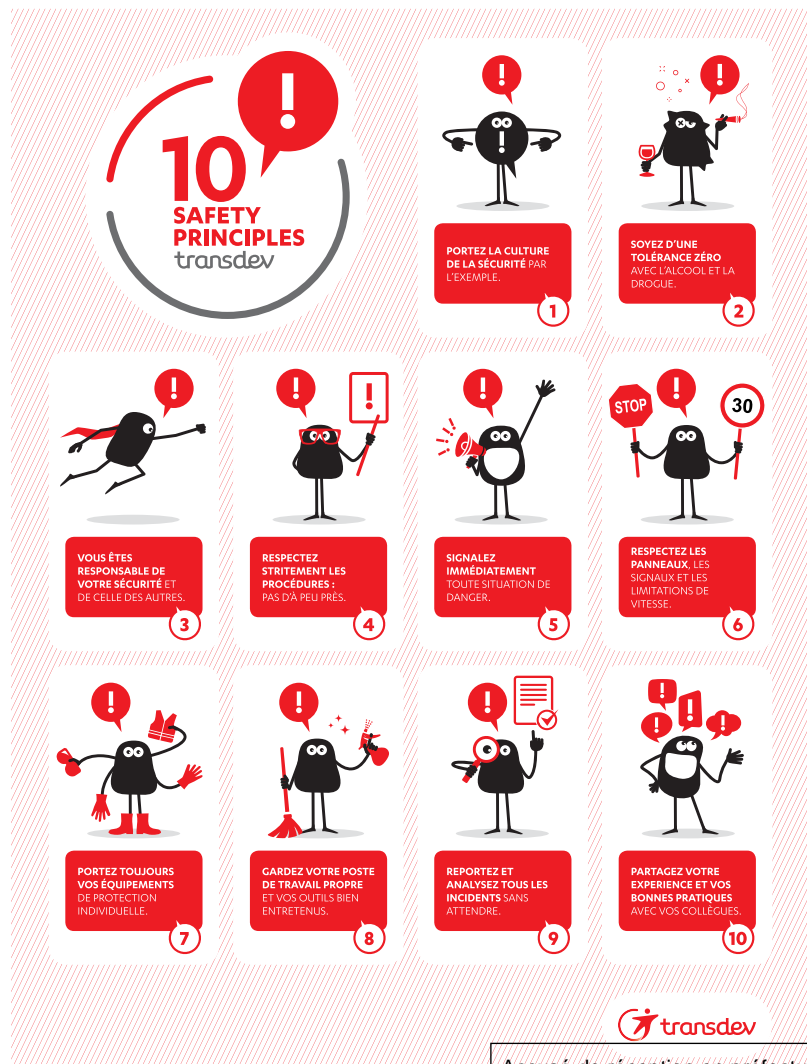 10
SAFETY
PRINCIPLES
transdev
!
!
PORTEZ LA CULTURE
DE LA SÉCURITÉ PAR
L'EXEMPLE.
1
!
SOYEZ D'UNE
TOLÉRANCE ZÉRO
AVEC L'ALCOOL ET LA
DROGUE.
2
!
VOUS ÊTES
RESPONSABLE DE
VOTRE SÉCURITÉ ET
DE CELLE DES AUTRES.
3
!
!
RESPECTEZ
STRITEMENT LES
PROCÉDURES :
PAS D'À PEU PRÈS.
4
!
SIGNALEZ
IMMÉDIATEMENT
TOUTE SITUATION DE
DANGER.
5
STOP
!
30
RESPECTEZ LES
PANNEAUX, LES
SIGNAUX ET LES
LIMITATIONS DE
VITESSE.
6
!
PORTEZ TOUJOURS
VOS ÉQUIPEMENTS
DE PROTECTION
INDIVIDUELLE.
7
!
GARDEZ VOTRE POSTE
DE TRAVAIL PROPRE
ET VOS OUTILS BIEN
ENTRETENUS.
8
!
REPORTEZ ET
ANALYSEZ TOUS LES
INCIDENTS SANS
ATTENDRE.
9
! ! ! !
PARTAGEZ VOTRE
EXPERIENCE ET VOS
BONNES PRATIQUES
AVEC VOS COLLÈGUES.
10
transdev